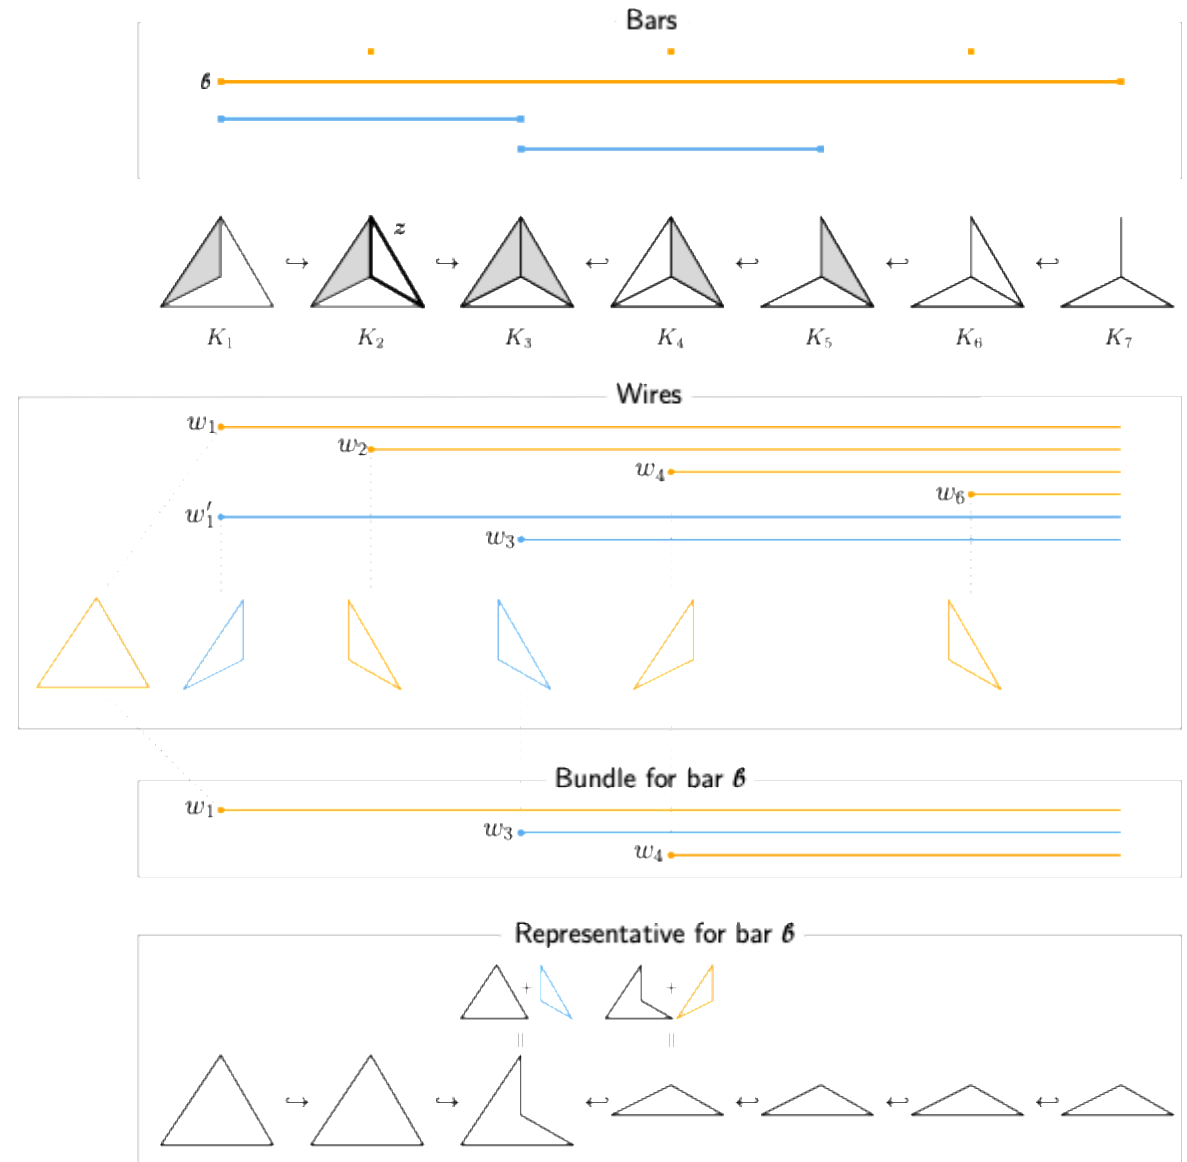 Bars
𝒷
z
↪ ↪ ↩ ↩ ↩ ↩
K₁ K₂ K₃ K₄ K₅ K₆ K₇
Wires
w₁
w₂
w₄
w₆
w₁′
w₃
Bundle for bar 𝒷
w₁
w₃
w₄
Representative for bar 𝒷
+ +
|| ||
↪ ↪ ↩ ↩ ↩ ↩